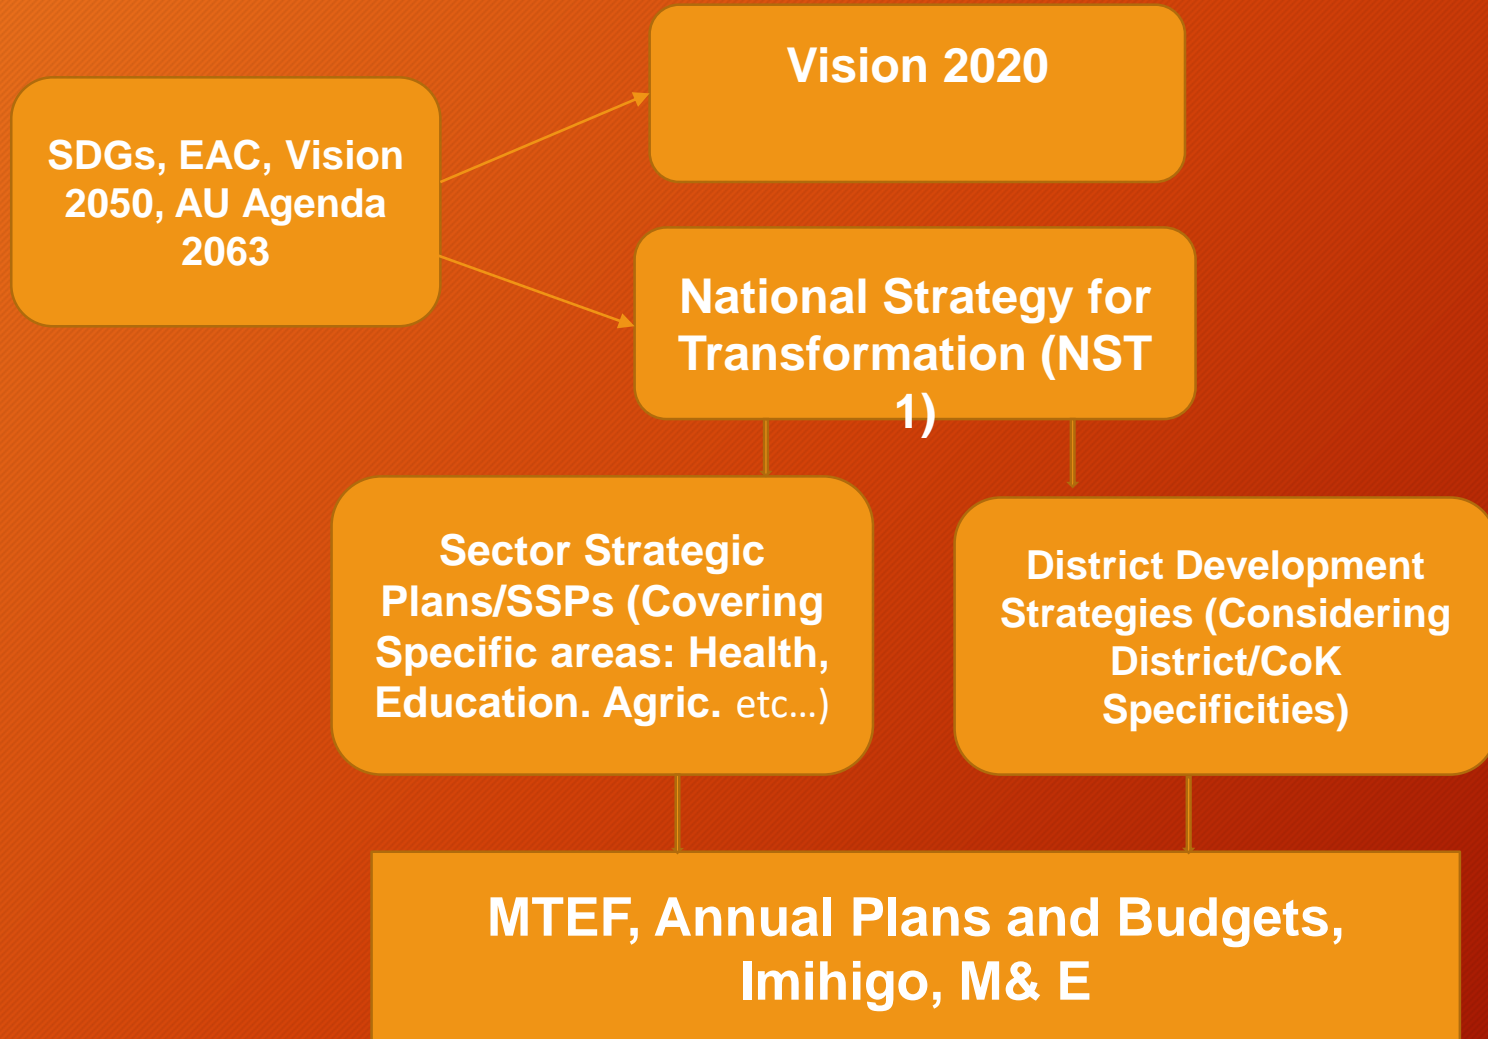 Vision 2020
SDGs, EAC, Vision
2050, AU Agenda
2063
National Strategy for
Transformation (NST
1)
Sector Strategic
Plans/SSPs (Covering
Specific areas: Health,
Education. Agric. etc...)
District Development
Strategies (Considering
District/CoK
Specificities)
MTEF, Annual Plans and Budgets,
Imihigo, M& E